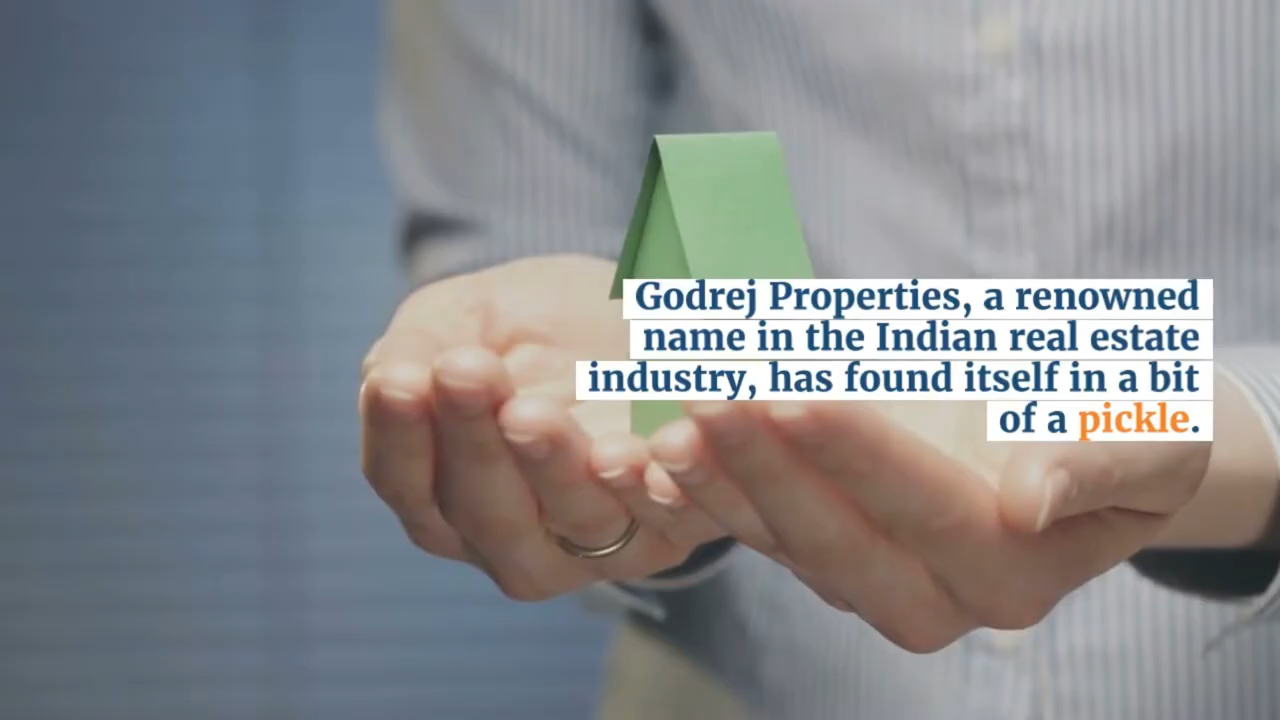 Godrej Properties, a renowned
name in the Indian real estate
industry, has found itself in a bit
of a pickle.